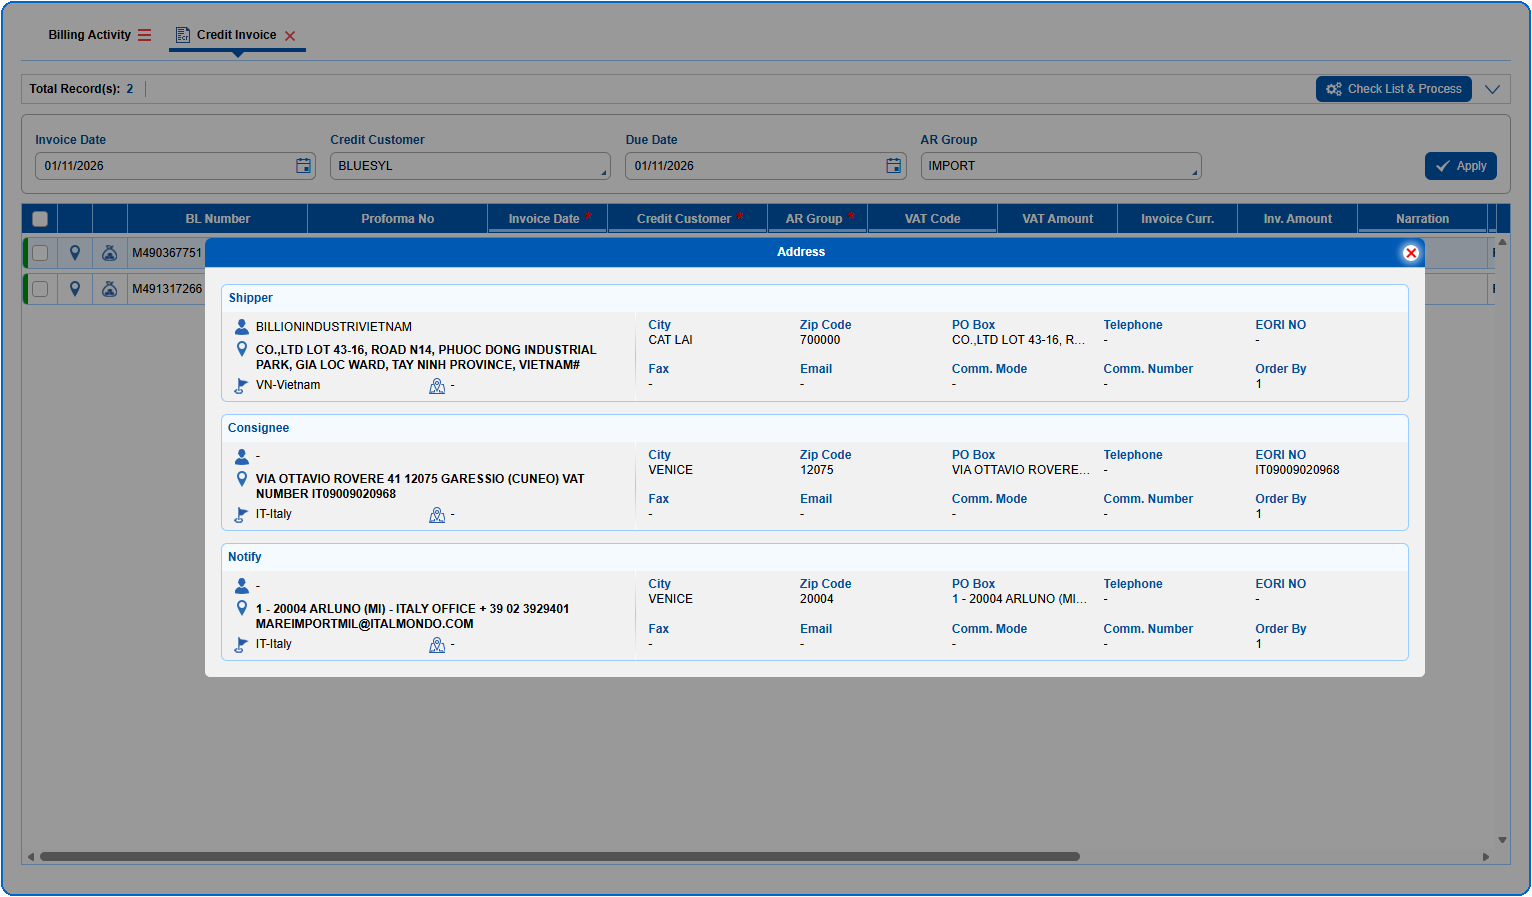 Billing Activity
Credit Invoice
Total Record(s): 2
Check List & Process
Invoice Date
Credit Customer
Due Date
AR Group
01/11/2026
BLUESYL
01/11/2026
IMPORT
Apply
BL Number
Proforma No
Invoice Date *
Credit Customer *
AR Group *
VAT Code
VAT Amount
Invoice Curr.
Inv. Amount
Narration
M490367751
M491317266
Address
Shipper
BILLIONINDUSTRIVIETNAM
CO.,LTD LOT 43-16, ROAD N14, PHUOC DONG INDUSTRIAL
PARK, GIA LOC WARD, TAY NINH PROVINCE, VIETNAM#
VN-Vietnam
-
City
CAT LAI
Zip Code
700000
PO Box
CO.,LTD LOT 43-16, R...
Telephone
-
EORI NO
-
Fax
-
Email
-
Comm. Mode
-
Comm. Number
-
Order By
1
Consignee
-
VIA OTTAVIO ROVERE 41 12075 GARESSIO (CUNEO) VAT
NUMBER IT09009020968
IT-Italy
-
City
VENICE
Zip Code
12075
PO Box
VIA OTTAVIO ROVERE...
Telephone
-
EORI NO
IT09009020968
Fax
-
Email
-
Comm. Mode
-
Comm. Number
-
Order By
1
Notify
-
1 - 20004 ARLUNO (MI) - ITALY OFFICE + 39 02 3929401
MAREIMPORTMIL@ITALMONDO.COM
IT-Italy
-
City
VENICE
Zip Code
20004
PO Box
1 - 20004 ARLUNO (MI...
Telephone
-
EORI NO
-
Fax
-
Email
-
Comm. Mode
-
Comm. Number
-
Order By
1